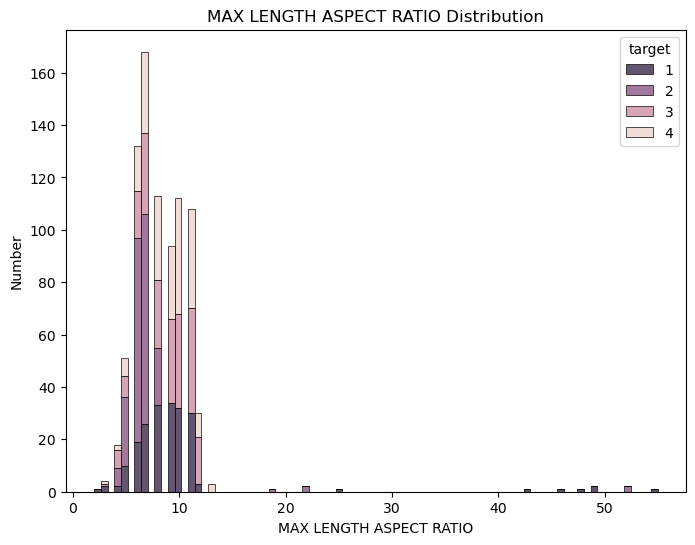 MAX LENGTH ASPECT RATIO Distribution
target
1
2
3
4
160
140
120
100
80
60
40
20
0
Number
0 10 20 30 40 50
MAX LENGTH ASPECT RATIO